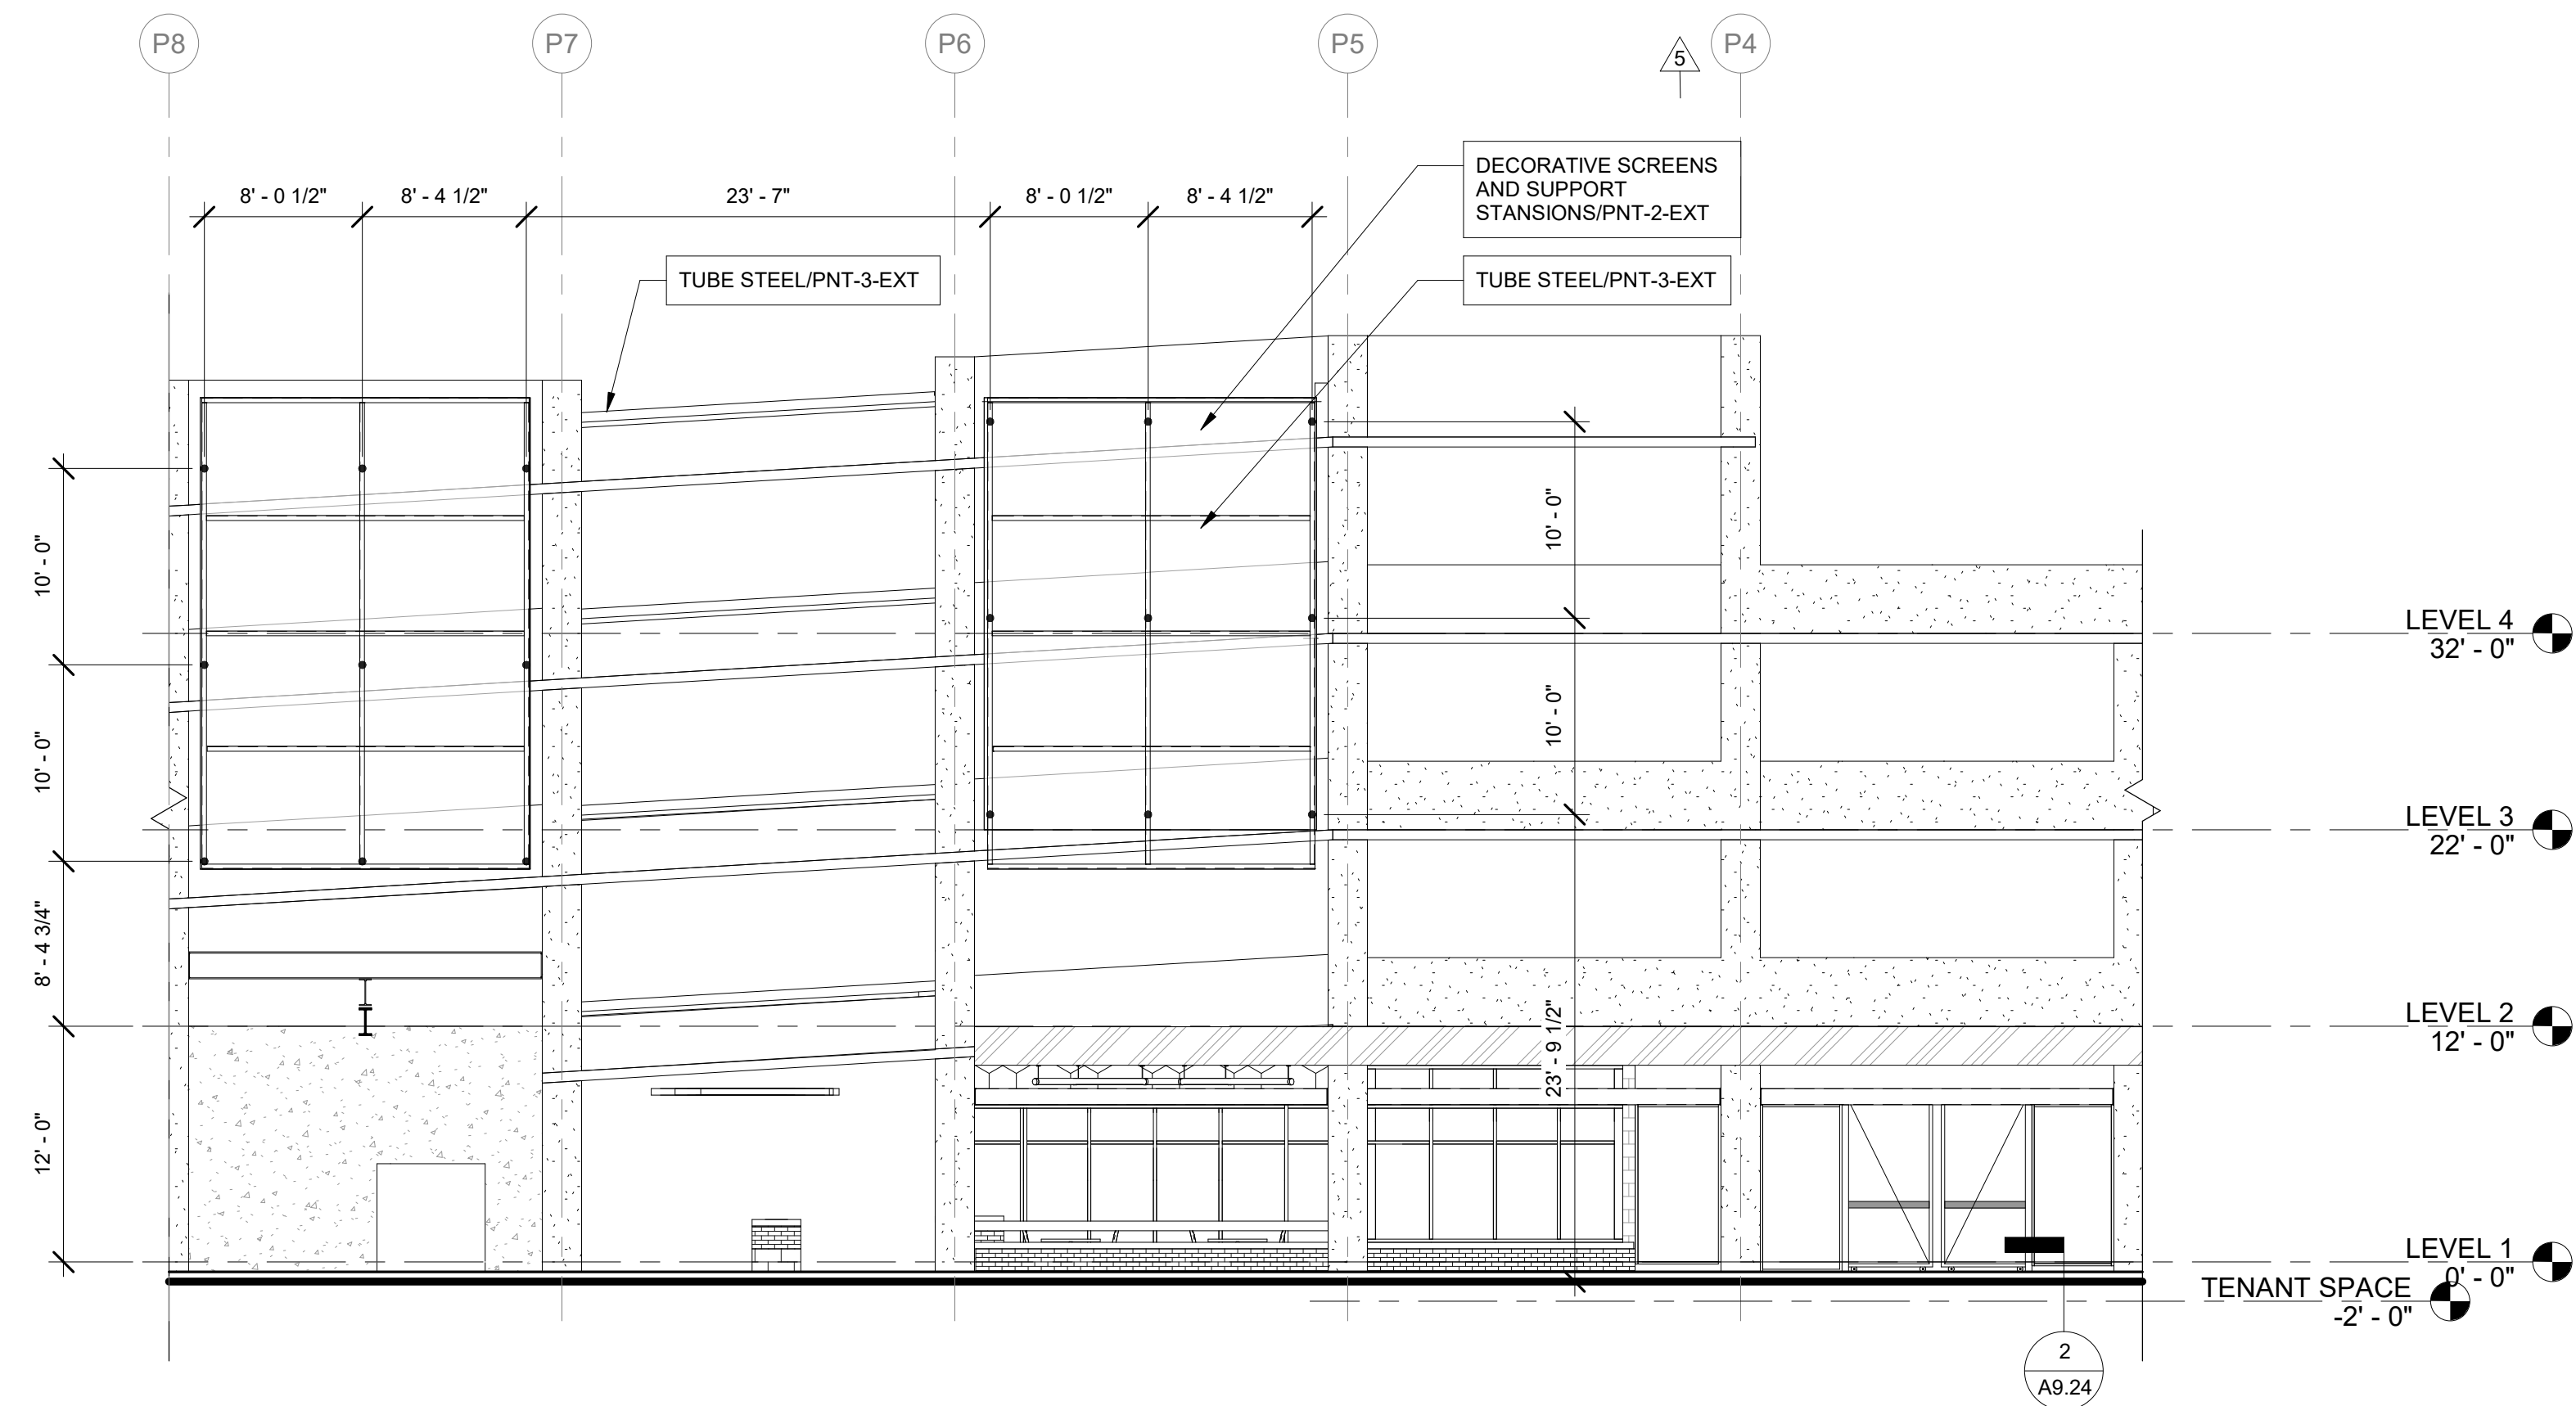 P8
P7
P6
P5
5
P4
DECORATIVE SCREENS
AND SUPPORT
STANSIONS/PNT-2-EXT
8' - 0 1/2"
8' - 4 1/2"
23' - 7"
8' - 0 1/2"
8' - 4 1/2"
TUBE STEEL/PNT-3-EXT
TUBE STEEL/PNT-3-EXT
10' - 0"
10' - 0"
8' - 4 3/4"
12' - 0"
10' - 0"
10' - 0"
23' - 9 1/2"
LEVEL 4
32' - 0"
LEVEL 3
22' - 0"
LEVEL 2
12' - 0"
LEVEL 1
0' - 0"
TENANT SPACE
-2' - 0"
2
A9.24